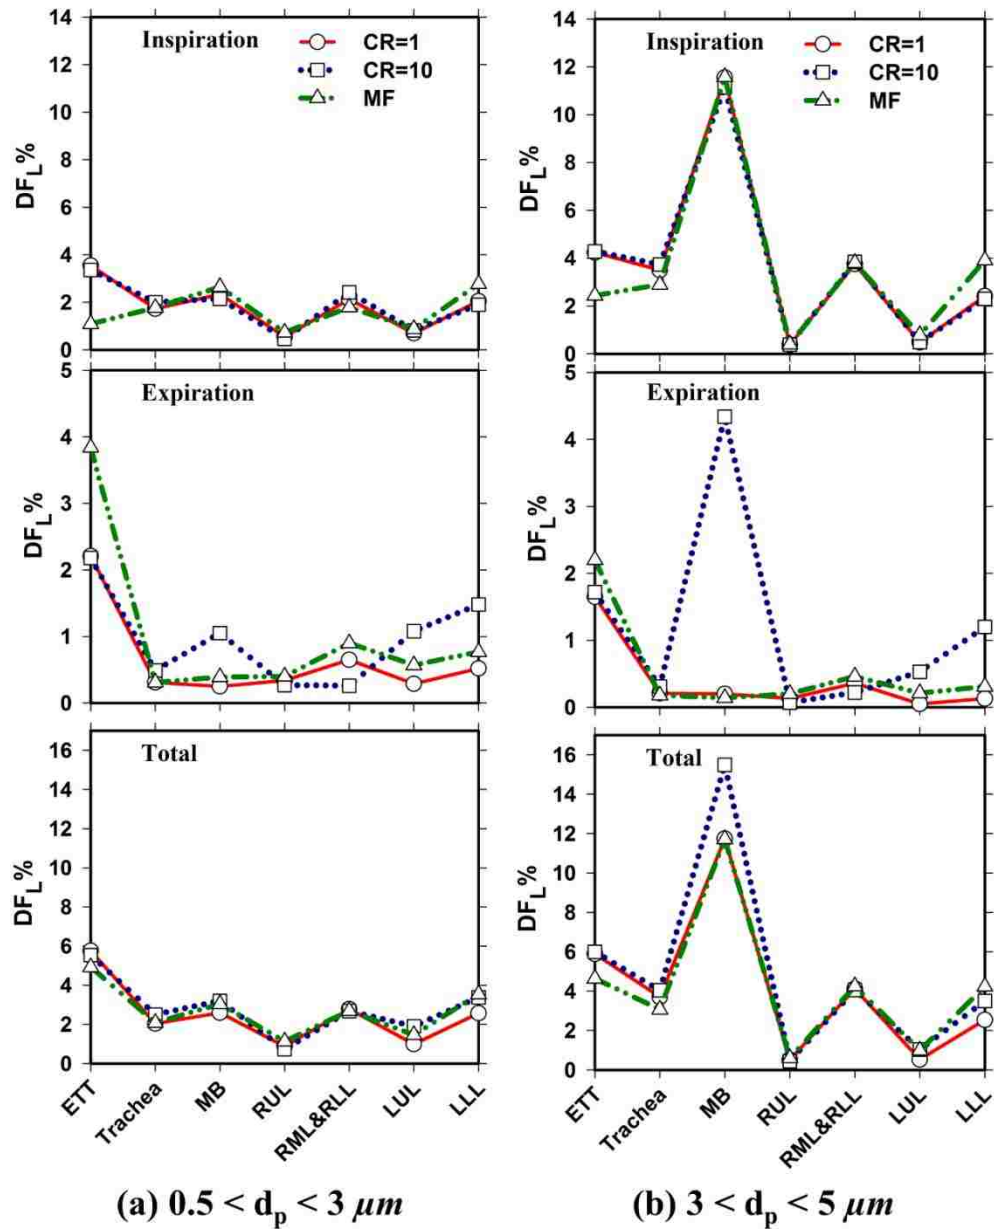 14
12
10
8
6
4
2
0
DF_L%
Inspiration
CR=1
CR=10
MF
5
4
3
2
1
0
DF_L%
Expiration
16
14
12
10
8
6
4
2
0
DF_L%
Total
ETT
Trachea
MB
RUL
RML&RLL
LUL
LLL
(a) 0.5 < d_p < 3 μm
14
12
10
8
6
4
2
0
DF_L%
Inspiration
CR=1
CR=10
MF
5
4
3
2
1
0
DF_L%
Expiration
16
14
12
10
8
6
4
2
0
DF_L%
Total
ETT
Trachea
MB
RUL
RML&RLL
LUL
LLL
(b) 3 < d_p < 5 μm